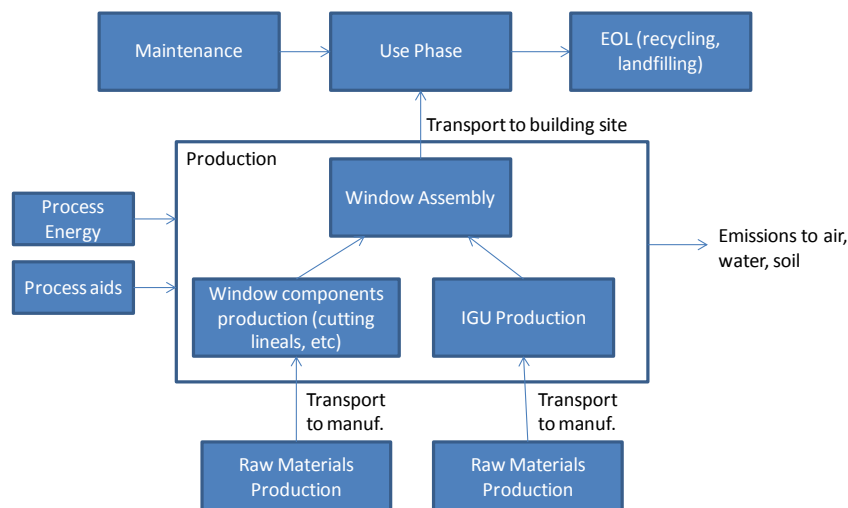 Maintenance
Use Phase
EOL (recycling,
landfilling)
Transport to building site
Production
Window Assembly
Process
Energy
Emissions to air,
water, soil
Process aids
Window components
production (cutting
lineals, etc)
IGU Production
Transport
to manuf.
Transport
to manuf.
Raw Materials
Production
Raw Materials
Production